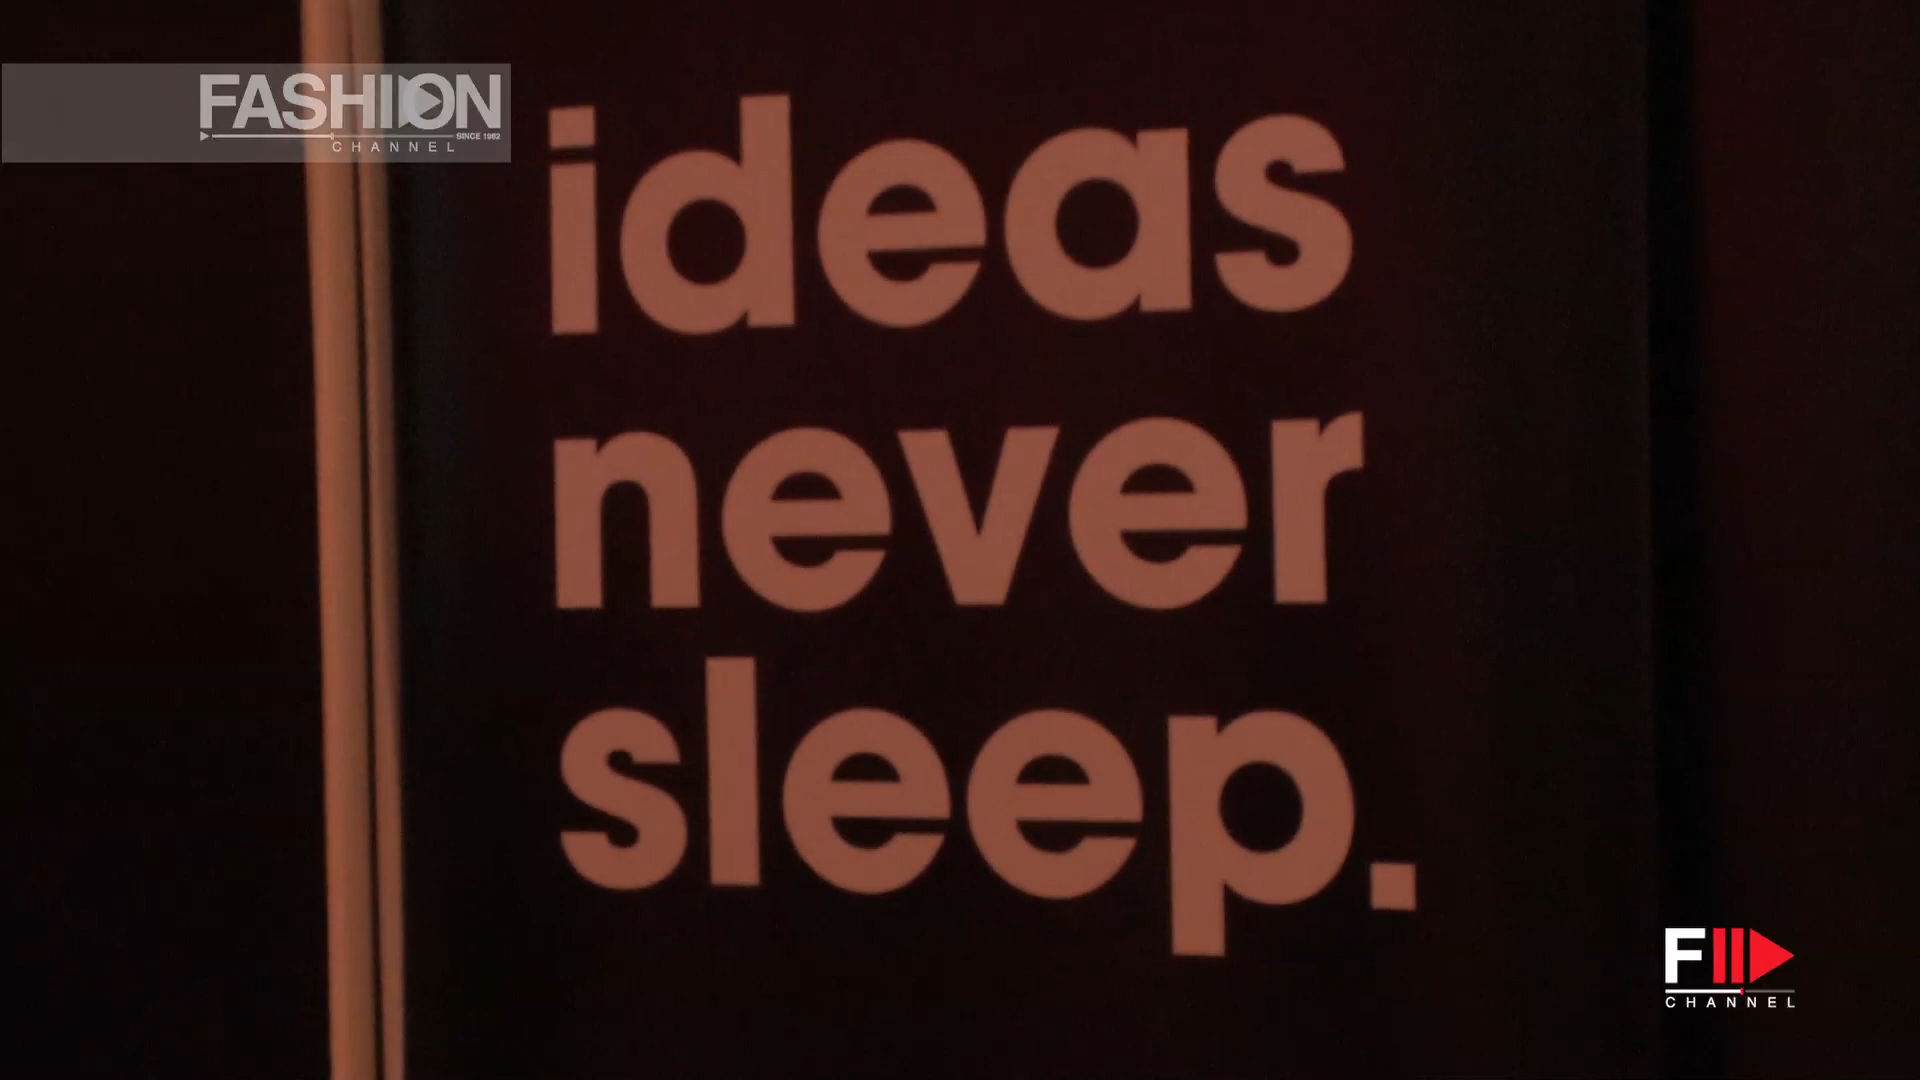 FASHION
SINCE 1982
CHANNEL
ideas
never
sleep.
F
CHANNEL